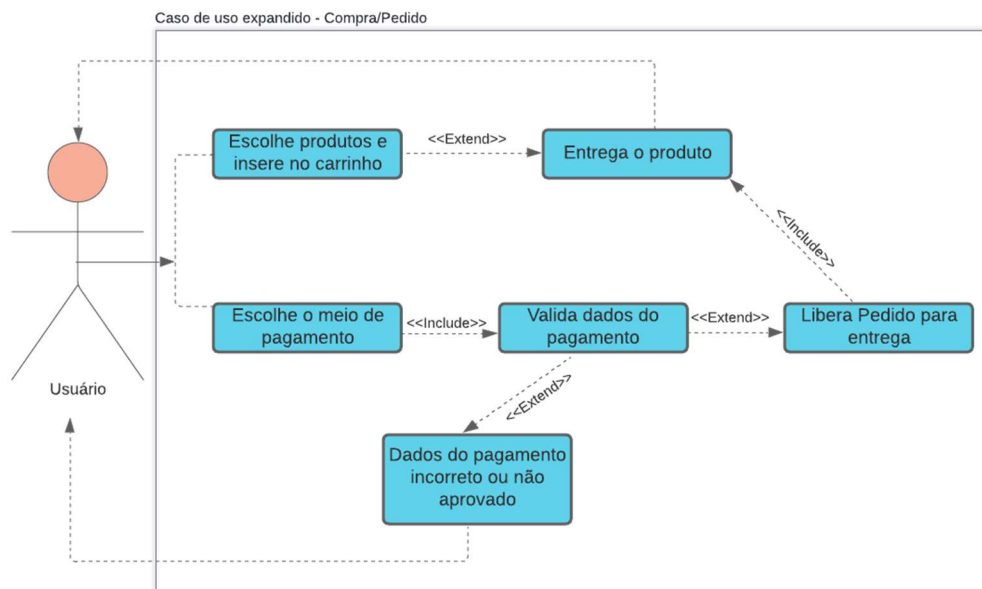 Caso de uso expandido - Compra/Pedido
Escolhe produtos e
insere no carrinho
<<Extend>>
Entrega o produto
<<Include>>
Escolhe o meio de
pagamento
<<Include>>
Valida dados do
pagamento
<<Extend>>
Libera Pedido para
entrega
Usuário
<<Extend>>
Dados do pagamento
incorreto ou não
aprovado